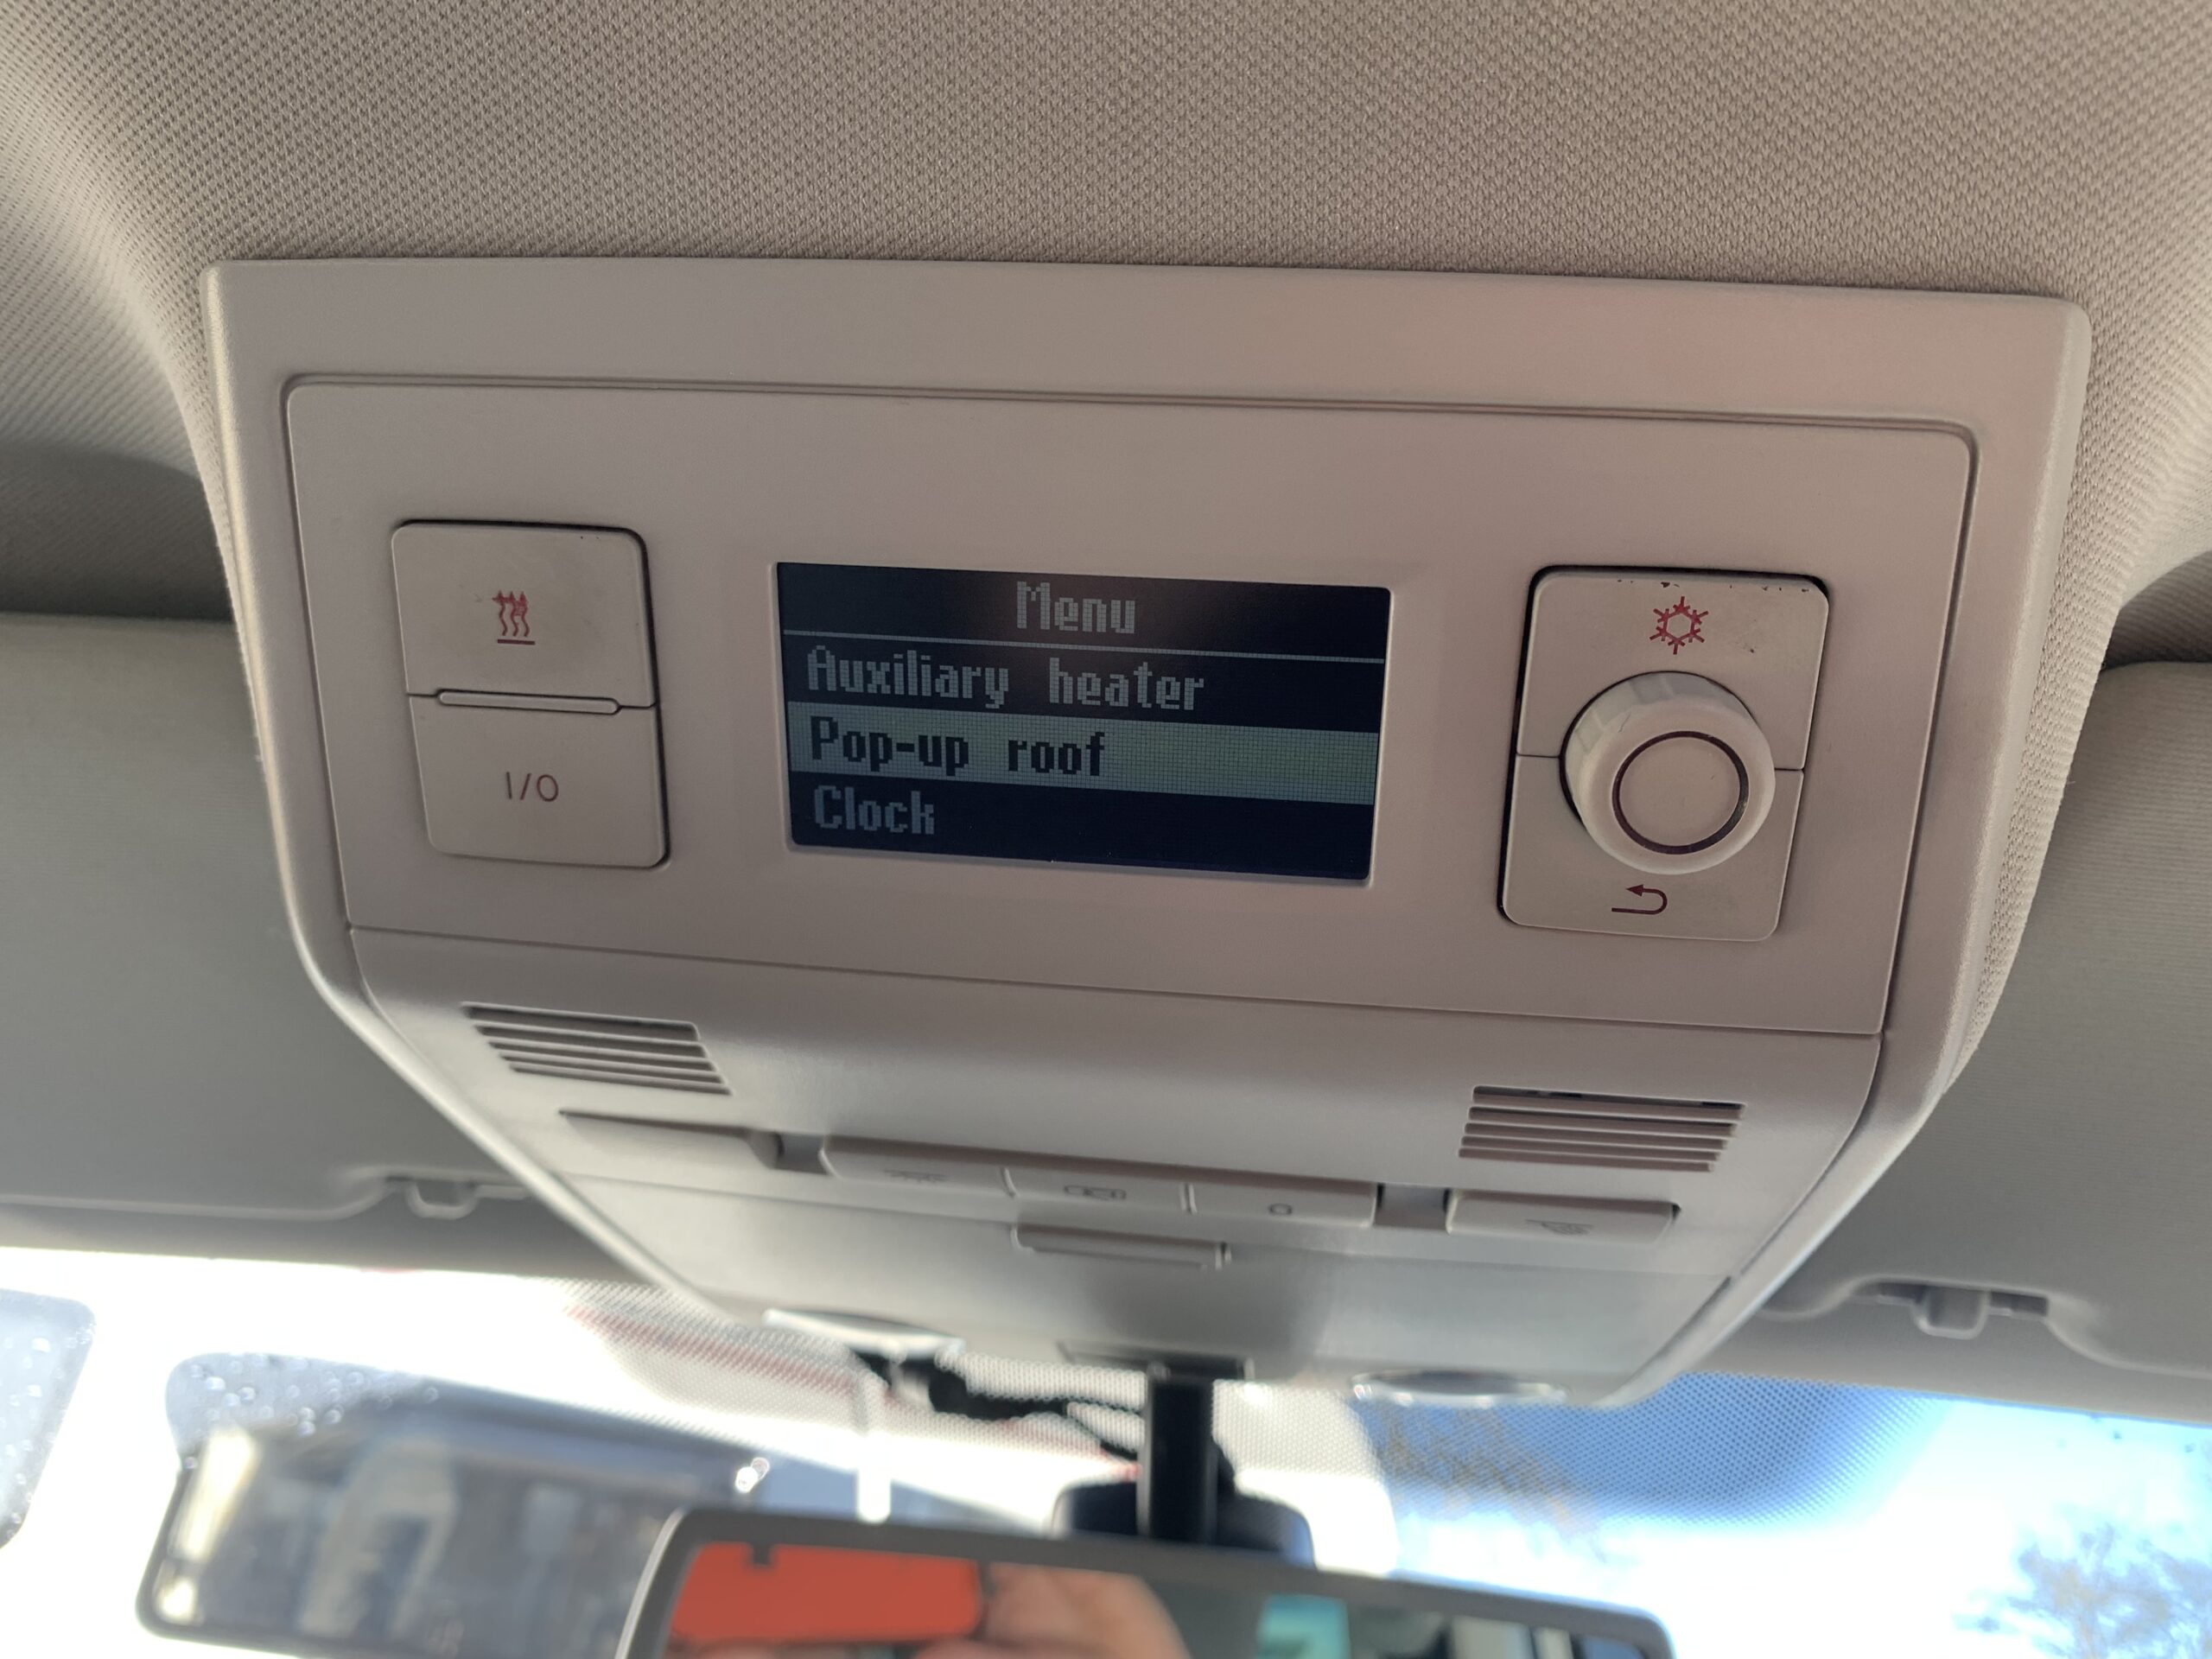 Menu
Auxiliary heater
Pop-up roof
Clock
I/O